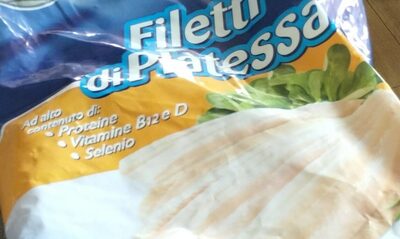 Filetti
di Platessa
Ad alto
contenuto di:
• Proteine
• Vitamine B12 e D
• Selenio